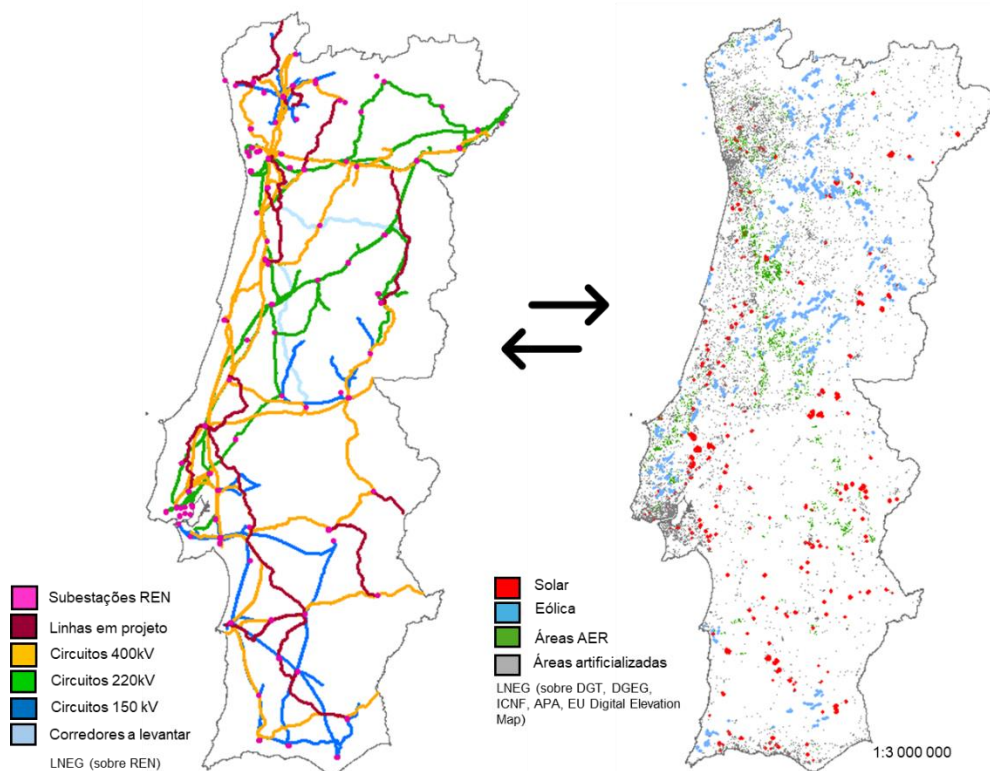 Subestações REN
Linhas em projeto
Circuitos 400kV
Circuitos 220kV
Circuitos 150 kV
Corredores a levantar
LNEG (sobre REN)
Solar
Eólica
Áreas AER
Áreas artificializadas
LNEG (sobre DGT, DGEG,
ICNF, APA, EU Digital Elevation
Map)
1:3 000 000